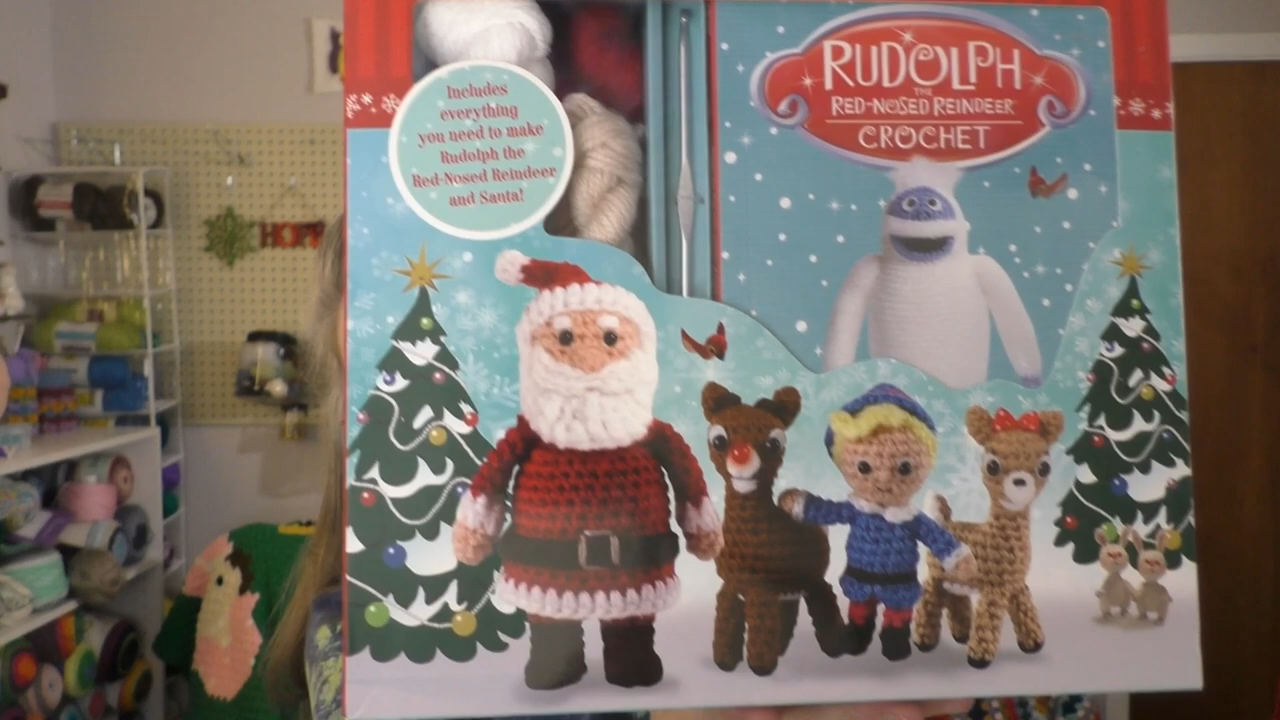 Includes
everything
you need to make
Rudolph the
Red-Nosed Reindeer
and Santa!
RUDOLPH
THE
RED-NOSED REINDEER
CROCHET